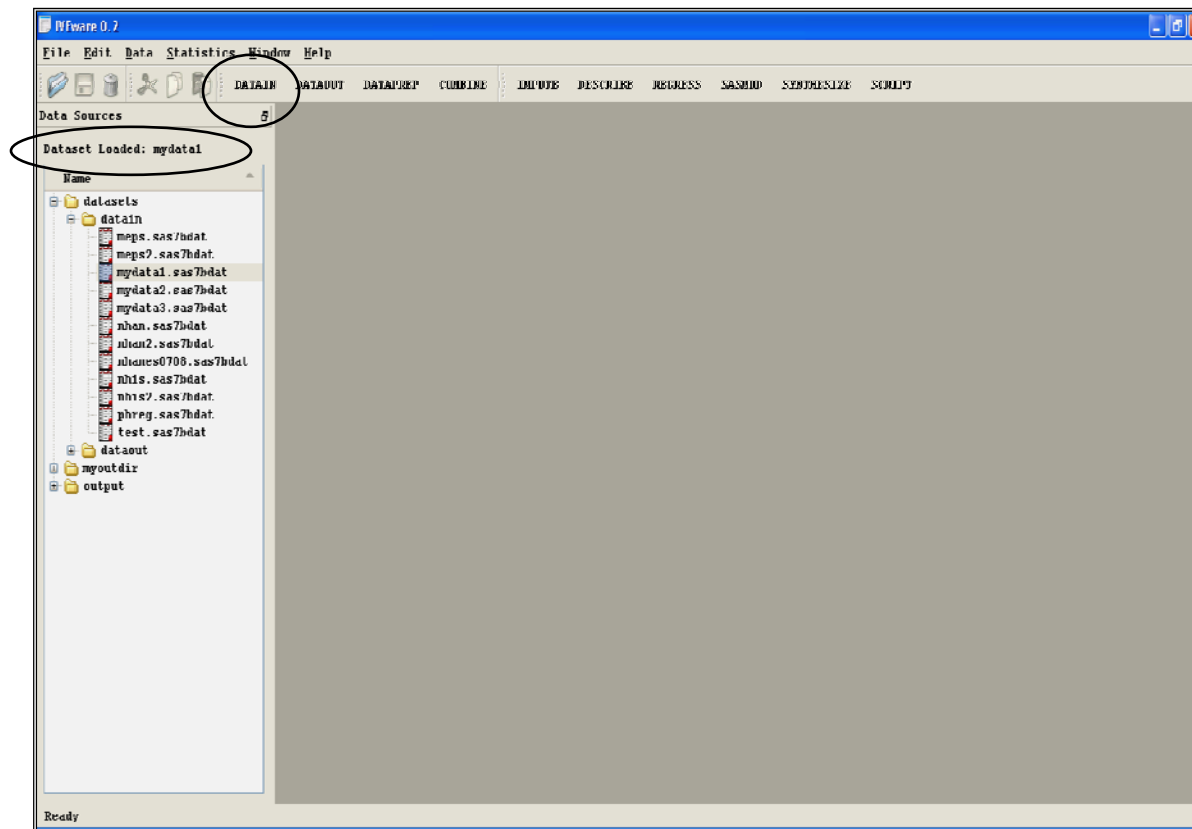 IVEware 0.2
File Edit Data Statistics Window Help
DATAIN DATAOUT DATAPREP COMBINE IMPUTE DESCRIBE REGRESS SASMOD SYNTHESIZE SCRIPT
Data Sources
Dataset Loaded: mydata1
Name
datasets
datain
meps.sas7bdat
meps2.sas7bdat
mydata1.sas7bdat
mydata2.sas7bdat
mydata3.sas7bdat
nhan.sas7bdat
nhan2.sas7bdat
nhanes0708.sas7bdat
nhis.sas7bdat
nhis2.sas7bdat
phreg.sas7bdat
test.sas7bdat
dataout
myoutdir
output
Ready